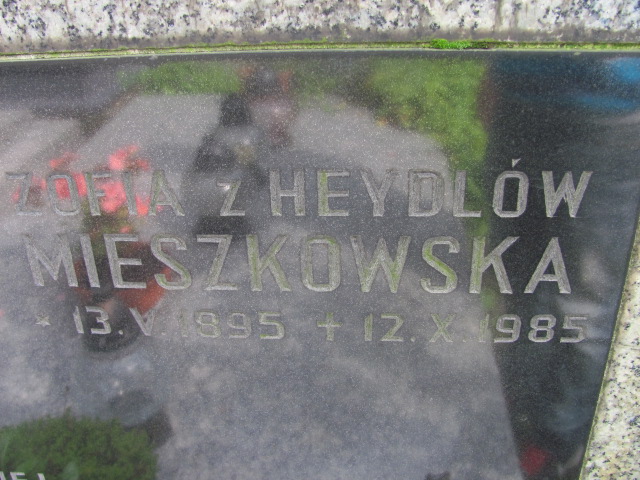 ZOFIA z HEYDLÓW
MIESZKOWSKA
* 13.V.1895 + 12.X.1985